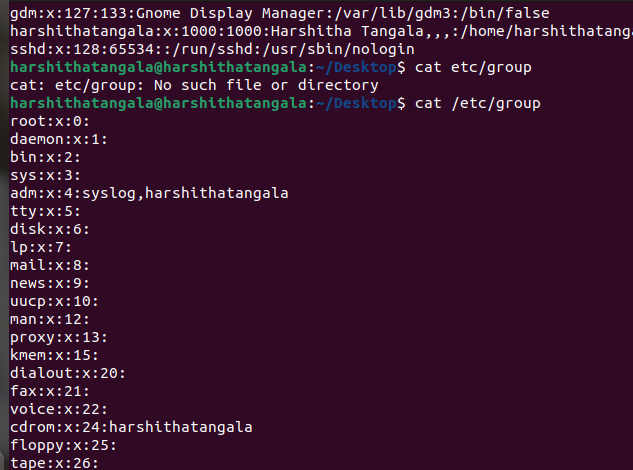 gdm:x:127:133:Gnome Display Manager:/var/lib/gdm3:/bin/false
harshithatangala:x:1000:1000:Harshitha Tangala,,,:/home/harshithatanga
sshd:x:128:65534::/run/sshd:/usr/sbin/nologin
harshithatangala@harshithatangala:~/Desktop$ cat etc/group
cat: etc/group: No such file or directory
harshithatangala@harshithatangala:~/Desktop$ cat /etc/group
root:x:0:
daemon:x:1:
bin:x:2:
sys:x:3:
adm:x:4:syslog,harshithatangala
tty:x:5:
disk:x:6:
lp:x:7:
mail:x:8:
news:x:9:
uucp:x:10:
man:x:12:
proxy:x:13:
kmem:x:15:
dialout:x:20:
fax:x:21:
voice:x:22:
cdrom:x:24:harshithatangala
floppy:x:25:
tape:x:26: